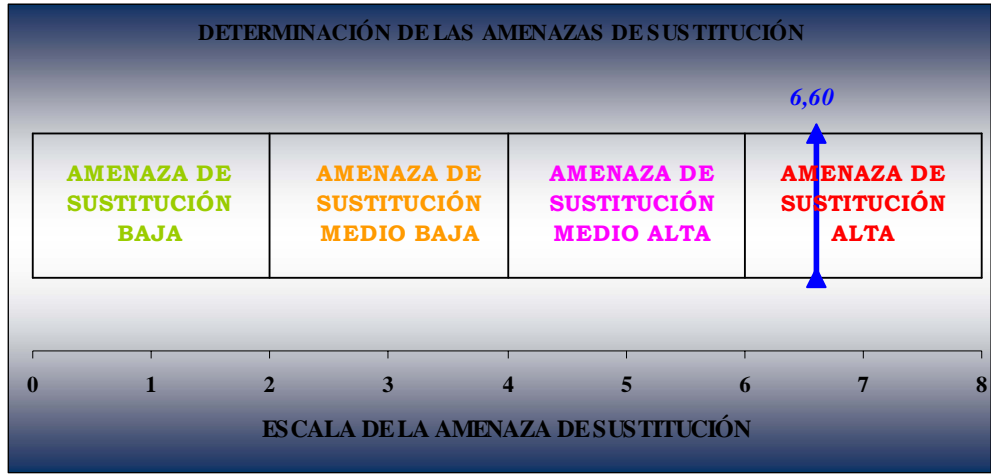 DETERMINACIÓN DE LAS AMENAZAS DE SUSTITUCIÓN
6,60
AMENAZA DE
SUSTITUCIÓN
BAJA
AMENAZA DE
SUSTITUCIÓN
MEDIO BAJA
AMENAZA DE
SUSTITUCIÓN
MEDIO ALTA
AMENAZA DE
SUSTITUCIÓN
ALTA
0 1 2 3 4 5 6 7 8
ESCALA DE LA AMENAZA DE SUSTITUCIÓN